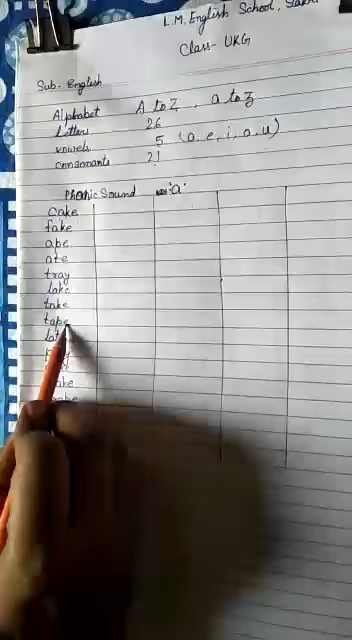 L.M. English School,
Class- UKG
Sub- English
Alphabet A to Z , a to z
Letters 26
vowels 5 (a, e, i, o, u)
consonants 21
Phonic Sound 'a'
cake
fake
ape
ate
tray
lake
take
tape